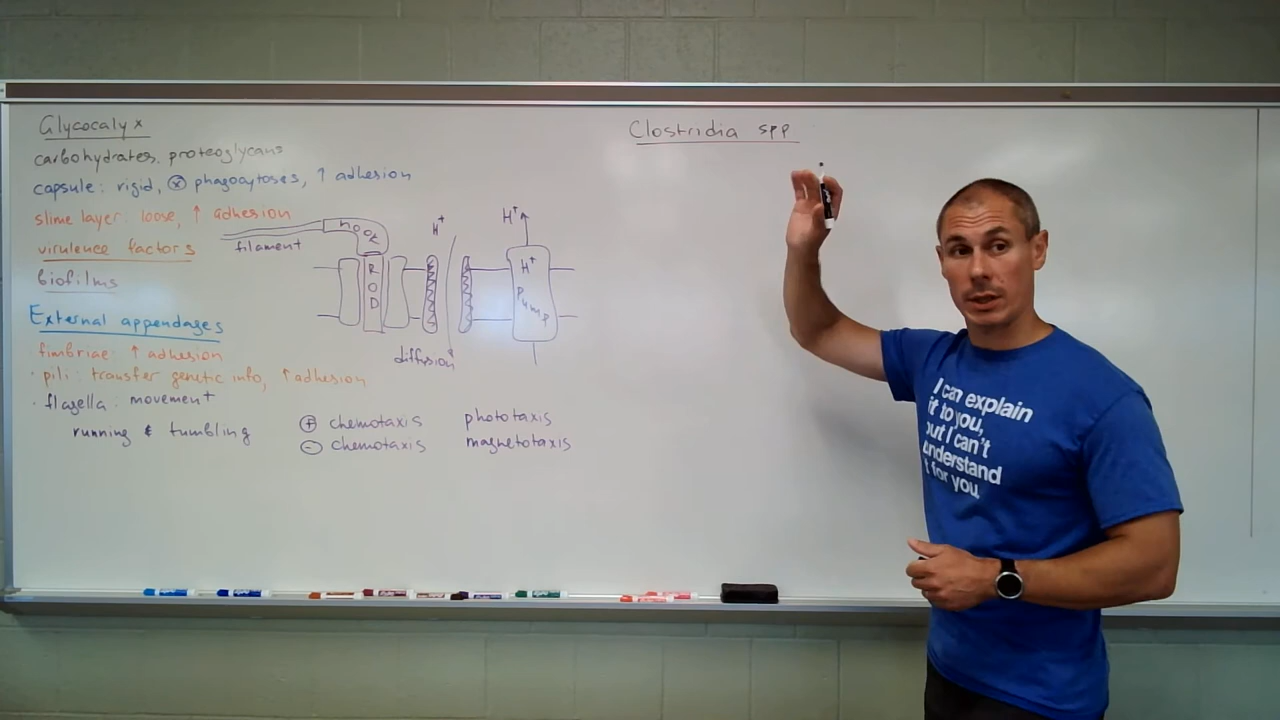 Glycocalyx
carbohydrates. proteoglycans
capsule: rigid, ⊗ phagocytoses, ↑ adhesion
slime layer: loose, ↑ adhesion
virulence factors
biofilms
External appendages
fimbriae: ↑ adhesion
· pili: transfer genetic info, ↑ adhesion
· flagella: movement
running & tumbling
hook
filament
ROD
H⁺
diffusion
H⁺
H⁺
Pump
⊕ chemotaxis
⊖ chemotaxis
phototaxis
magnetotaxis
Clostridia spp
I can explain
it to you,
but I can't
understand
it for you.